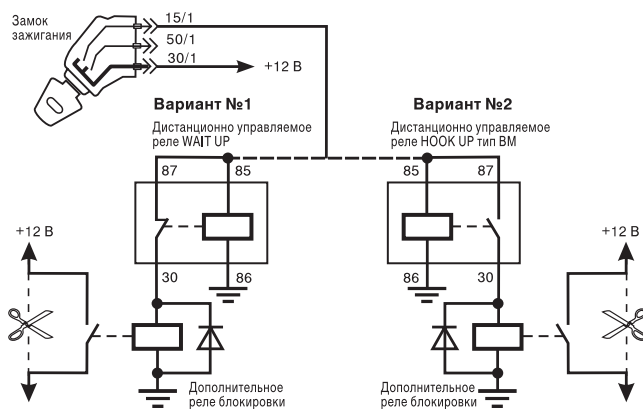 Замок
зажигания
15/1
50/1
30/1
+12 В
Вариант №1
Дистанционно управляемое
реле WAIT UP
87
85
30
86
+12 В
Дополнительное
реле блокировки
Вариант №2
Дистанционно управляемое
реле HOOK UP тип ВМ
85
87
86
30
+12 В
Дополнительное
реле блокировки